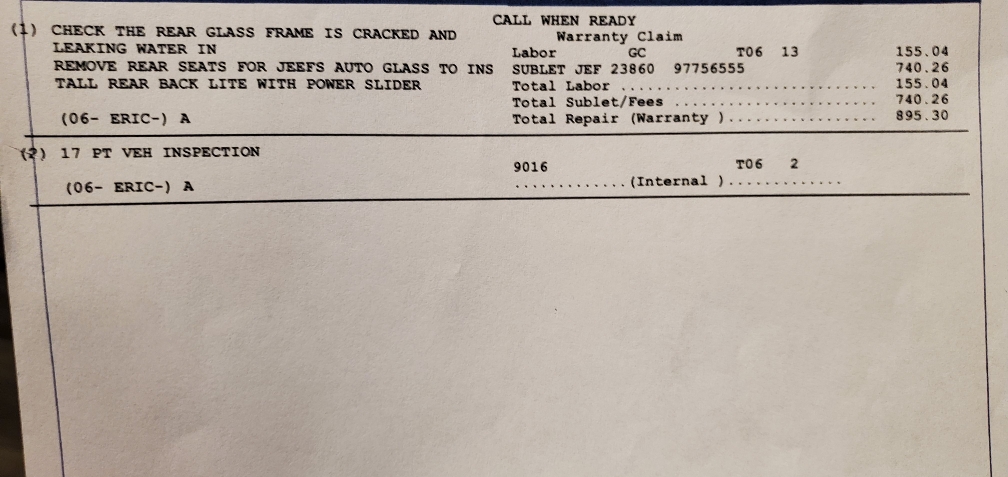 CALL WHEN READY
(1) CHECK THE REAR GLASS FRAME IS CRACKED AND Warranty Claim
LEAKING WATER IN Labor GC T06 13 155.04
REMOVE REAR SEATS FOR JEEFS AUTO GLASS TO INS SUBLET JEF 23860 97756555 740.26
TALL REAR BACK LITE WITH POWER SLIDER Total Labor ............................ 155.04
Total Sublet/Fees ...................... 740.26
(06- ERIC-) A Total Repair (Warranty )................ 895.30
(2) 17 PT VEH INSPECTION
9016 T06 2
(06- ERIC-) A .............(Internal ).............